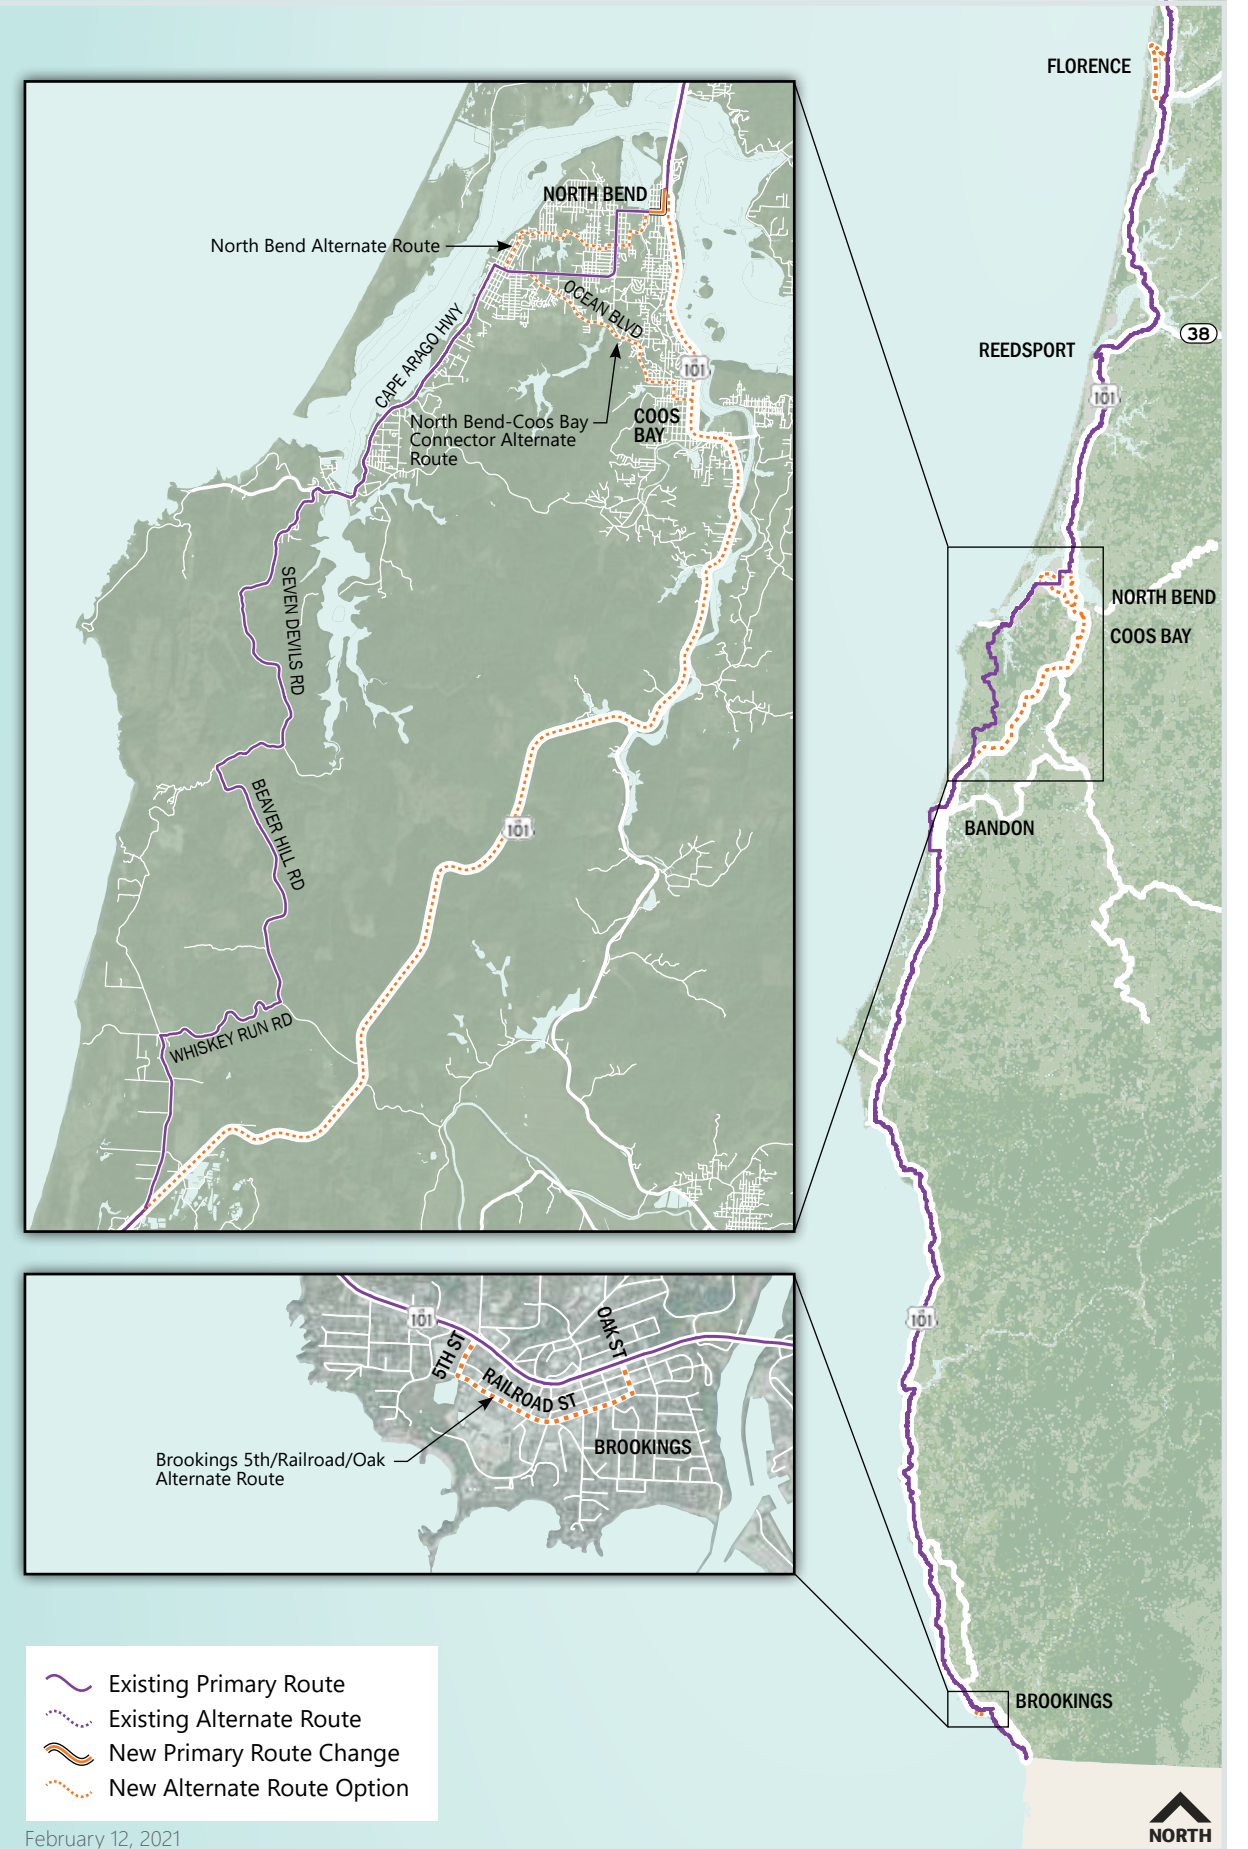 FLORENCE
38
REEDSPORT
101
NORTH BEND
COOS BAY
BANDON
101
BROOKINGS
NORTH BEND
North Bend Alternate Route
OCEAN BLVD
CAPE ARAGO HWY
101
North Bend-Coos Bay
Connector Alternate
Route
COOS
BAY
SEVEN DEVILS RD
BEAVER HILL RD
101
WHISKEY RUN RD
101
OAK ST
5TH ST
RAILROAD ST
BROOKINGS
Brookings 5th/Railroad/Oak
Alternate Route
Existing Primary Route
Existing Alternate Route
New Primary Route Change
New Alternate Route Option
February 12, 2021
NORTH